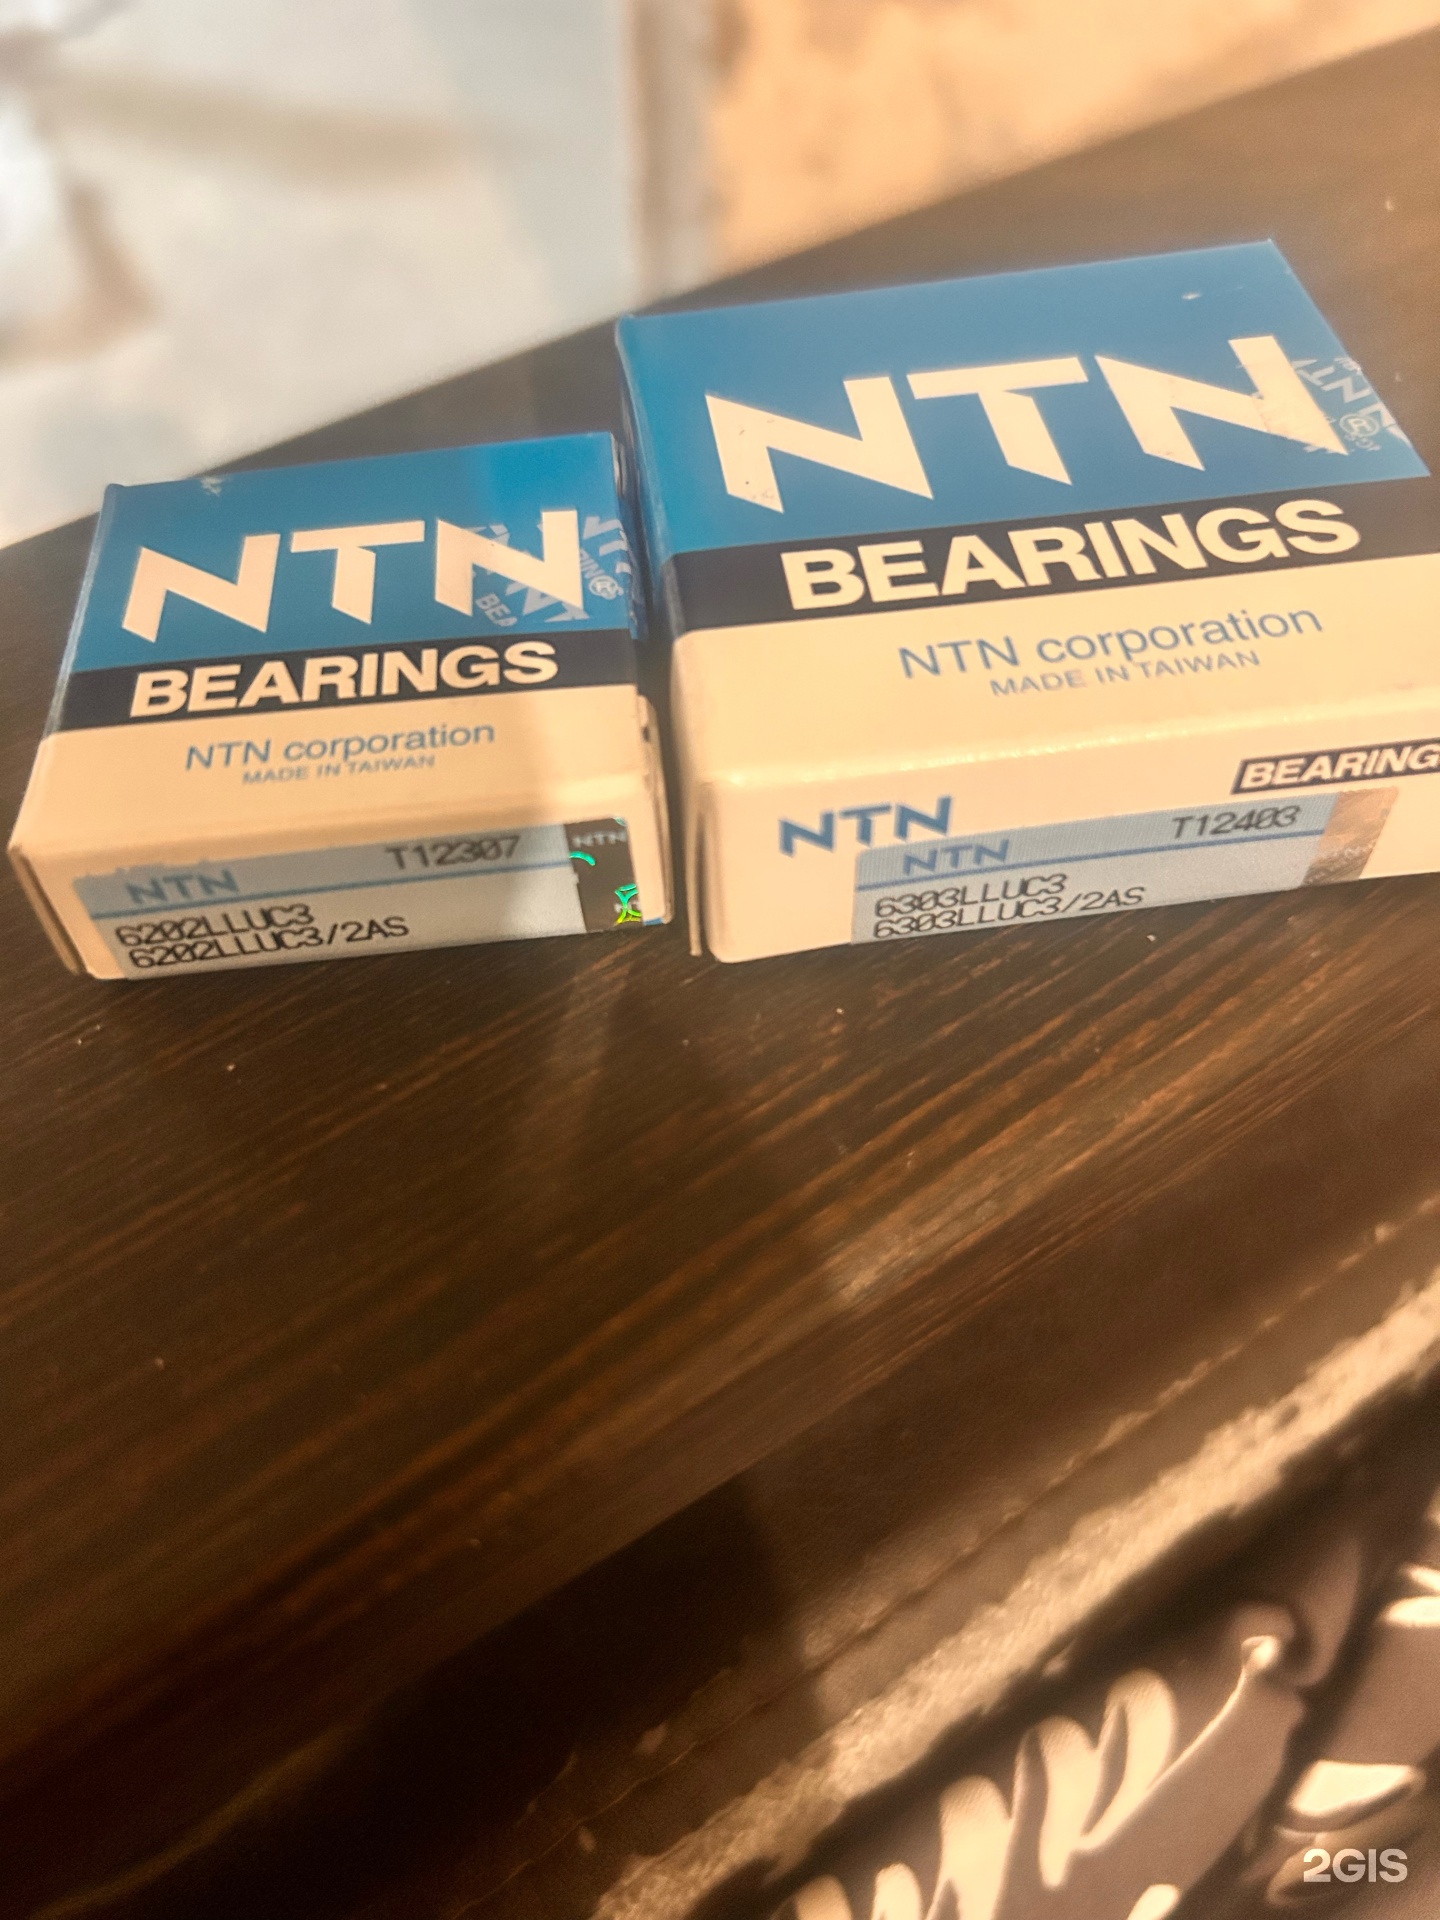 NTN
BEARINGS
NTN corporation
MADE IN TAIWAN
NTN T12307
NTN
6202LLUC3
6202LLUC3/2AS
NTN
BEARINGS
NTN corporation
MADE IN TAIWAN
BEARING
NTN
NTN T12403
6303LLUC3
6303LLUC3/2AS
2GIS